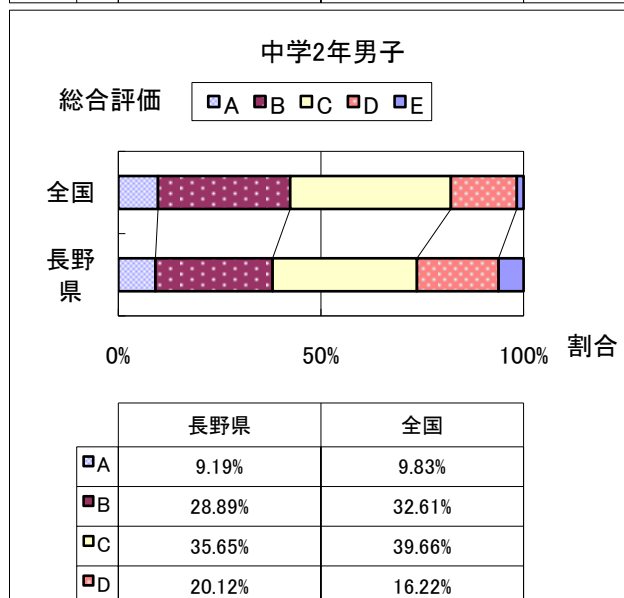 中学2年男子
総合評価
A B C D E
全国
長野
県
0% 50% 100% 割合
長野県 全国
A 9.19% 9.83%
B 28.89% 32.61%
C 35.65% 39.66%
D 20.12% 16.22%